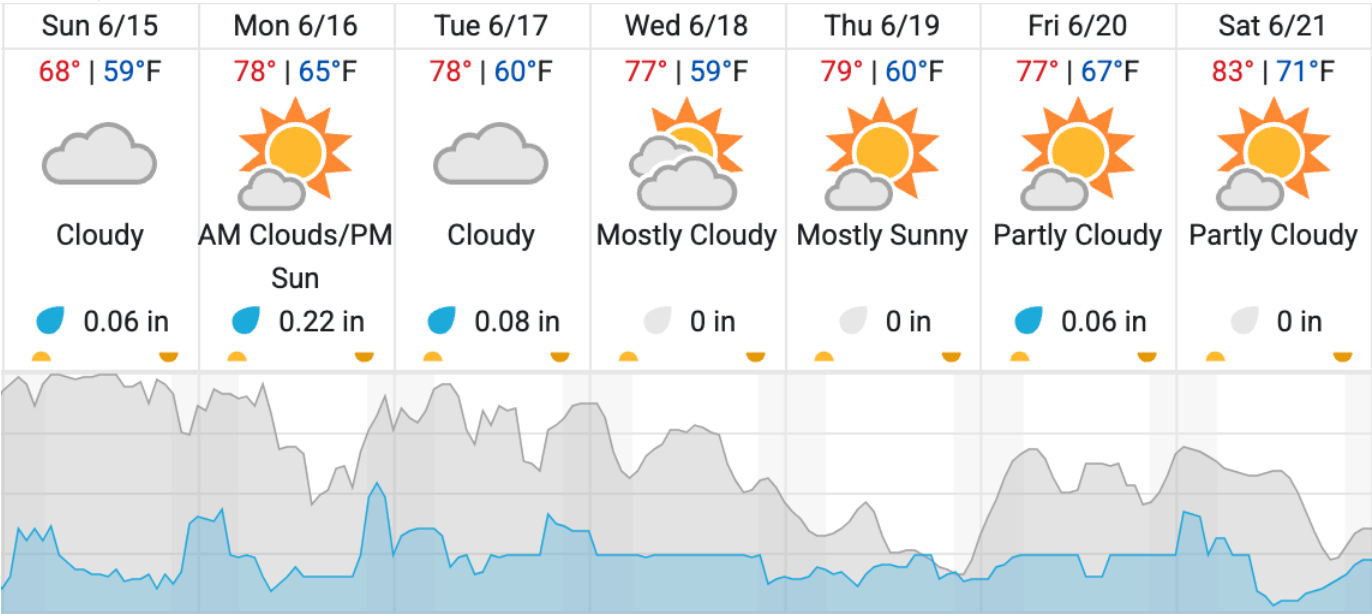 Sun 6/15
68° | 59°F
Cloudy
0.06 in
Mon 6/16
78° | 65°F
AM Clouds/PM
Sun
0.22 in
Tue 6/17
78° | 60°F
Cloudy
0.08 in
Wed 6/18
77° | 59°F
Mostly Cloudy
0 in
Thu 6/19
79° | 60°F
Mostly Sunny
0 in
Fri 6/20
77° | 67°F
Partly Cloudy
0.06 in
Sat 6/21
83° | 71°F
Partly Cloudy
0 in